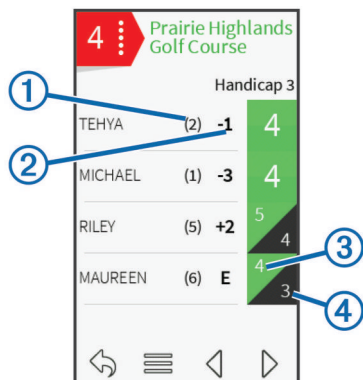 4
Prairie Highlands
Golf Course
Handicap 3
1
TEHYA (2) -1 4
2
MICHAEL (1) -3 4
RILEY (5) +2 5 4
3
MAUREEN (6) E 4 3
4